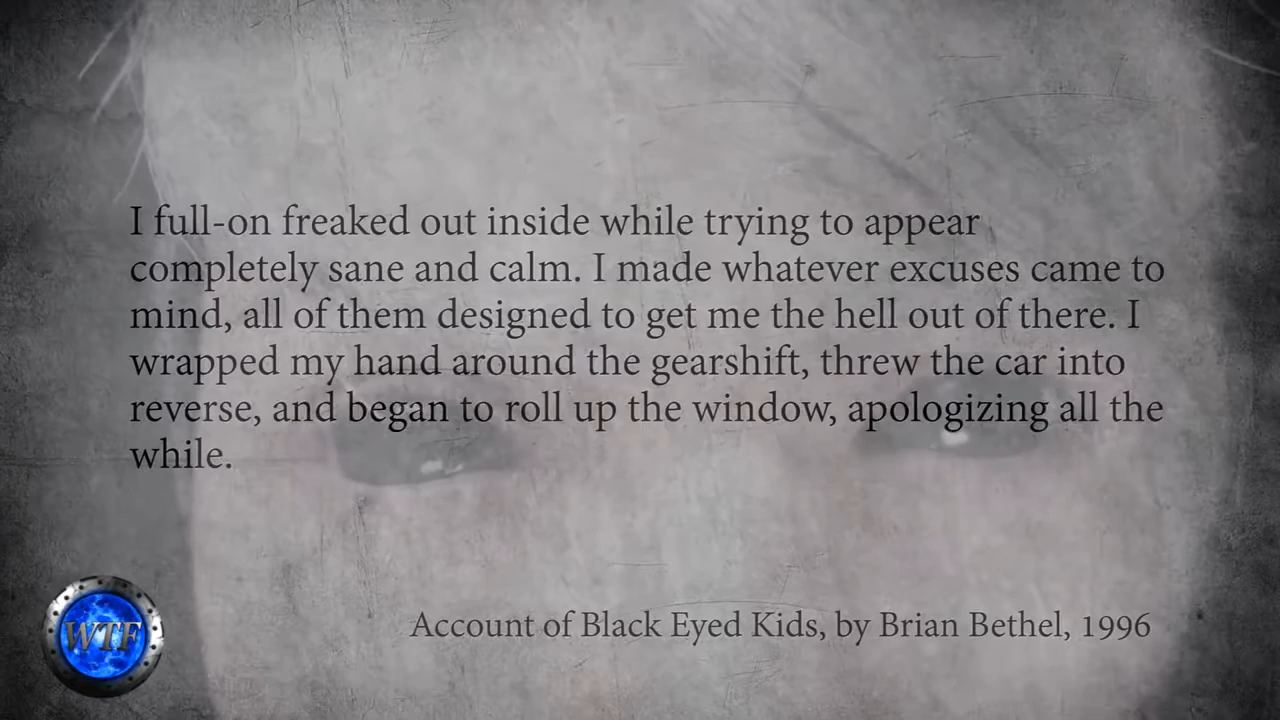 I full-on freaked out inside while trying to appear
completely sane and calm. I made whatever excuses came to
mind, all of them designed to get me the hell out of there. I
wrapped my hand around the gearshift, threw the car into
reverse, and began to roll up the window, apologizing all the
while.
Account of Black Eyed Kids, by Brian Bethel, 1996
WTF